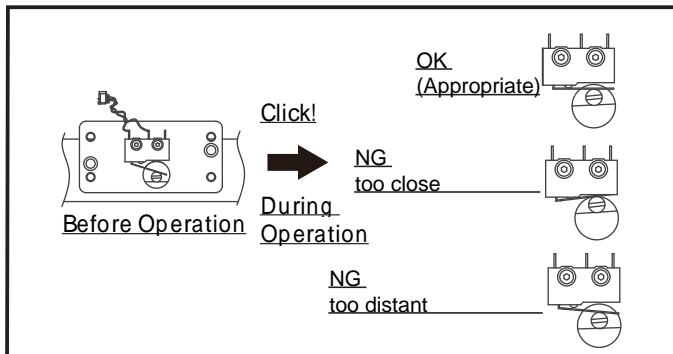 OK
(Appropriate)
Click!
NG
too close
Before Operation
During
Operation
NG
too distant